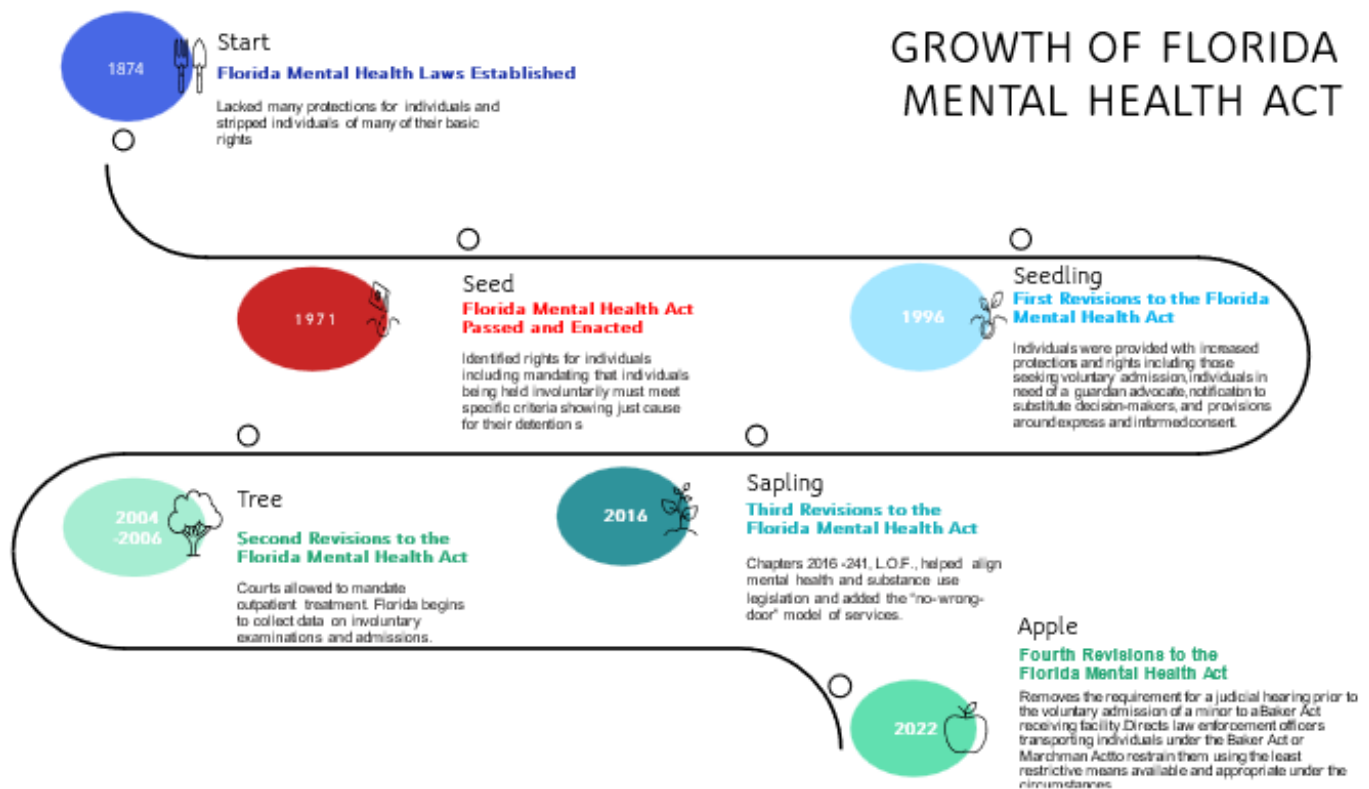 GROWTH OF FLORIDA
MENTAL HEALTH ACT
1874
Start
Florida Mental Health Laws Established
Lacked many protections for individuals and
stripped individuals of many of their basic
rights
1971
Seed
Florida Mental Health Act
Passed and Enacted
Identified rights for individuals
including mandating that individuals
being held involuntarily must meet
specific criteria showing just cause
for their detention s
1996
Seedling
First Revisions to the Florida
Mental Health Act
Individuals were provided with increased
protections and rights including those
seeking voluntary admission, individuals in
need of a guardian advocate, notification to
substitute decision-makers, and provisions
around express and informed consent.
2004
-2006
Tree
Second Revisions to the
Florida Mental Health Act
Courts allowed to mandate
outpatient treatment. Florida begins
to collect data on involuntary
examinations and admissions.
2016
Sapling
Third Revisions to the
Florida Mental Health Act
Chapters 2016 -241, L.O.F., helped align
mental health and substance use
legislation and added the "no-wrong-
door" model of services.
2022
Apple
Fourth Revisions to the
Florida Mental Health Act
Removes the requirement for a judicial hearing prior to
the voluntary admission of a minor to a Baker Act
receiving facility. Directs law enforcement officers
transporting individuals under the Baker Act or
Marchman Act to restrain them using the least
restrictive means available and appropriate under the
circumstances